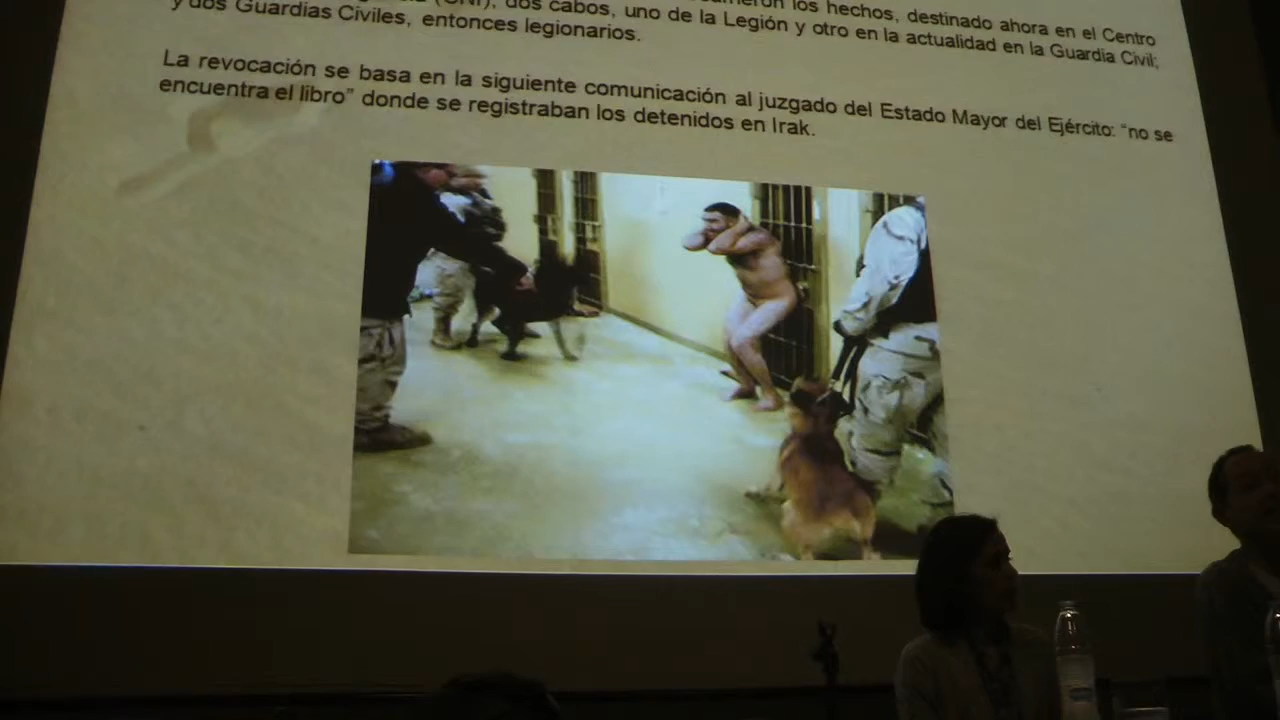 los hechos, destinado ahora en el Centro
y dos Guardias Civiles, entonces legionarios.
dos cabos, uno de la Legión y otro en la actualidad en la Guardia Civil;
La revocación se basa en la siguiente comunicación al juzgado del Estado Mayor del Ejército: “no se
encuentra el libro” donde se registraban los detenidos en Irak.